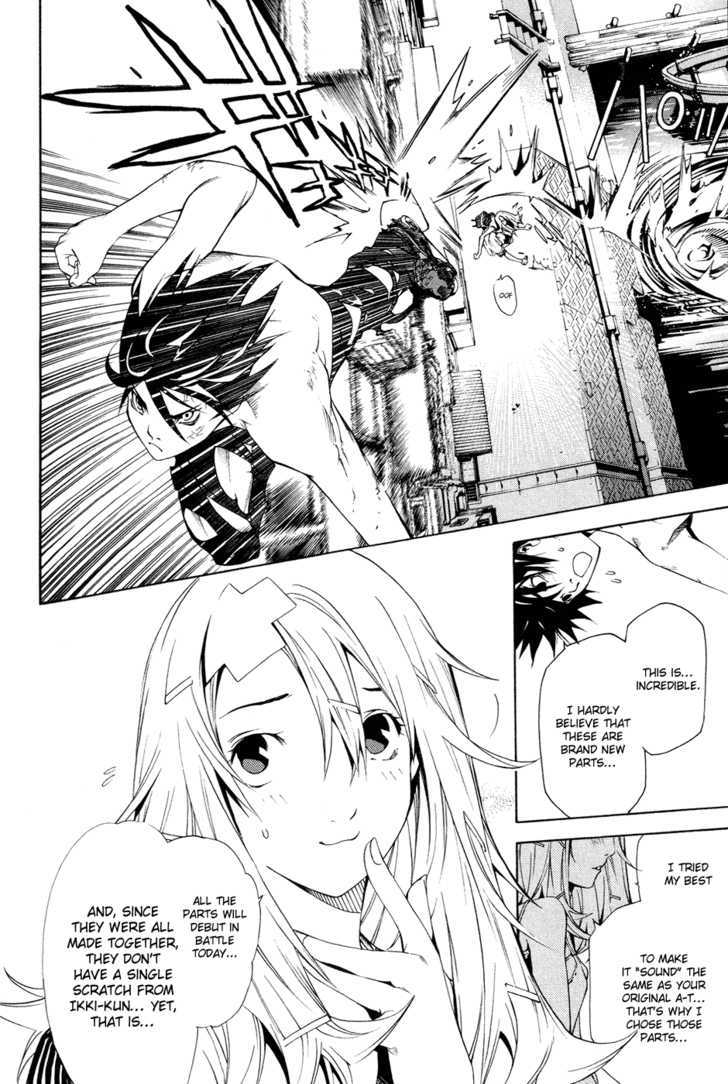 OOF
THIS IS...
INCREDIBLE.
I HARDLY
BELIEVE THAT
THESE ARE
BRAND NEW
PARTS...
I TRIED
MY BEST
TO MAKE
IT "SOUND" THE
SAME AS YOUR
ORIGINAL A-T...
THAT'S WHY I
CHOSE THOSE
PARTS...
ALL THE
PARTS WILL
DEBUT IN
BATTLE
TODAY...
AND, SINCE
THEY WERE ALL
MADE TOGETHER,
THEY DON'T
HAVE A SINGLE
SCRATCH FROM
IKKI-KUN... YET,
THAT IS...